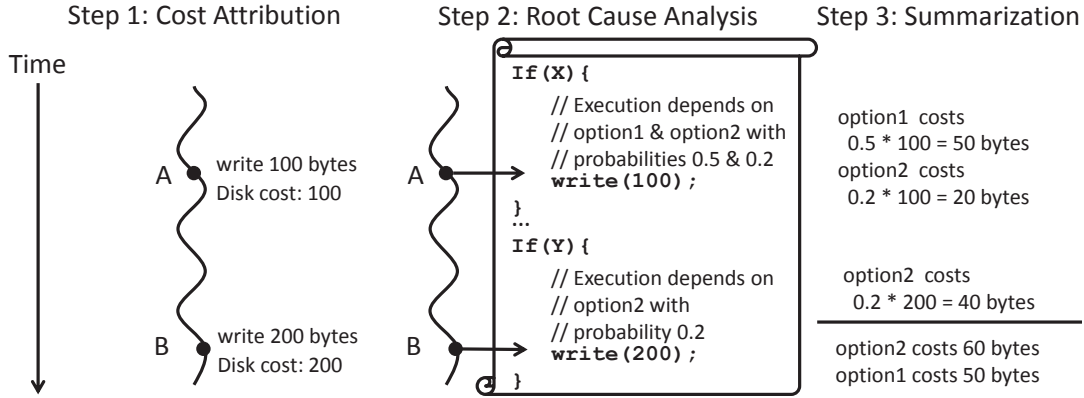 Step 1: Cost Attribution
Step 2: Root Cause Analysis
Step 3: Summarization
Time
A
write 100 bytes
Disk cost: 100
B
write 200 bytes
Disk cost: 200
A
B
If(X){
// Execution depends on
// option1 & option2 with
// probabilities 0.5 & 0.2
write(100);
}
...
If(Y){
// Execution depends on
// option2 with
// probability 0.2
write(200);
}
option1 costs
0.5 * 100 = 50 bytes
option2 costs
0.2 * 100 = 20 bytes
option2 costs
0.2 * 200 = 40 bytes
option2 costs 60 bytes
option1 costs 50 bytes